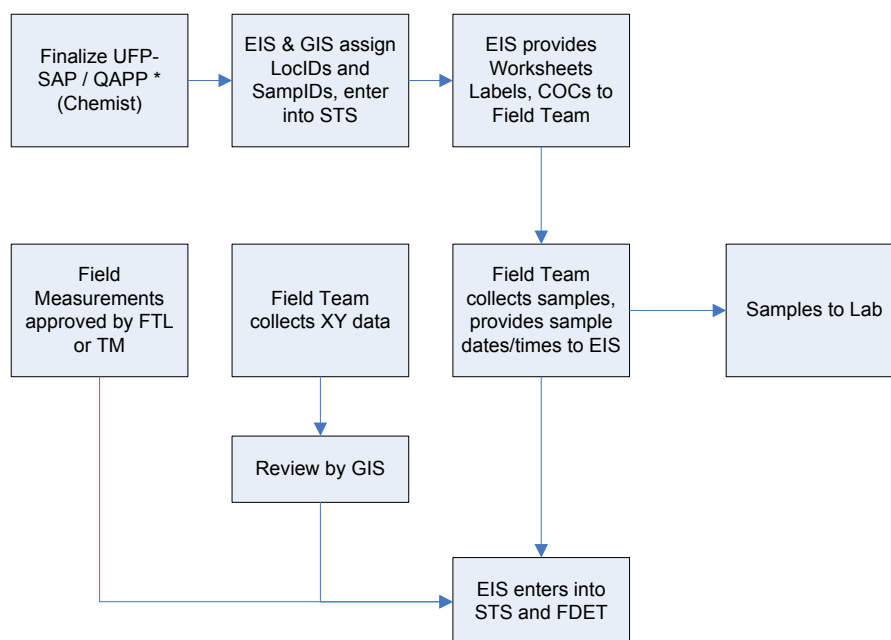 Finalize UFP-
SAP / QAPP *
(Chemist)
EIS & GIS assign
LocIDs and
SampIDs, enter
into STS
EIS provides
Worksheets
Labels, COCs to
Field Team
Field
Measurements
approved by FTL
or TM
Field Team
collects XY data
Field Team
collects samples,
provides sample
dates/times to EIS
Samples to Lab
Review by GIS
EIS enters into
STS and FDET